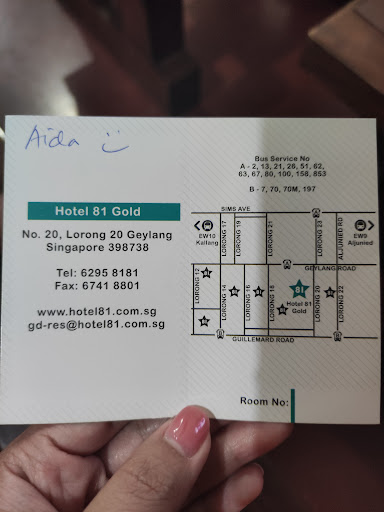 Aida
Hotel 81 Gold
No. 20, Lorong 20 Geylang
Singapore 398738
Tel: 6295 8181
Fax: 6741 8801
www.hotel81.com.sg
gd-res@hotel81.com.sg
Bus Service No
A - 2, 13, 21, 26, 51, 62,
63, 67, 80, 100, 158, 853
B - 7, 70, 70M, 197
SIMS AVE
EW10
Kallang
LORONG 17
LORONG 19
LORONG 21
LORONG 23
ALJUNIED RD
EW9
Aljunied
GEYLANG ROAD
LORONG 12
LORONG 14
LORONG 16
LORONG 18
81
Hotel 81
Gold
LORONG 20
LORONG 22
GUILLEMARD ROAD
Room No: